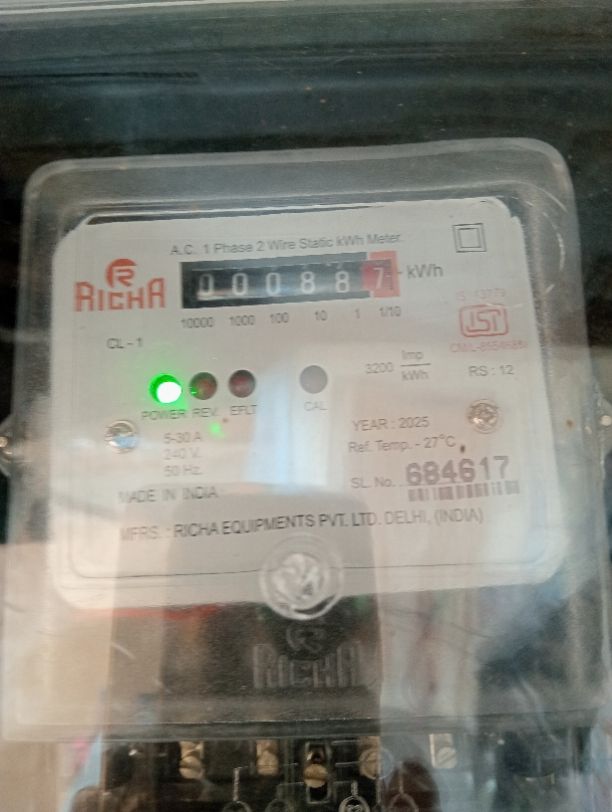 A.C. 1 Phase 2 Wire Static kWh Meter
RICHA
0 0 0 8 8 7 kWh
10000 1000 100 10 1 1/10
CL-1
IS 13779
ISI
3200 Imp/kWh
RS : 12
POWER REV. EFLT CAL
5-30 A
240 V.
50 Hz.
YEAR : 2025
Ref. Temp. - 27°C
SL. No. . 684617
MADE IN INDIA
MFRS. : RICHA EQUIPMENTS PVT. LTD. DELHI, (INDIA)
RICHA